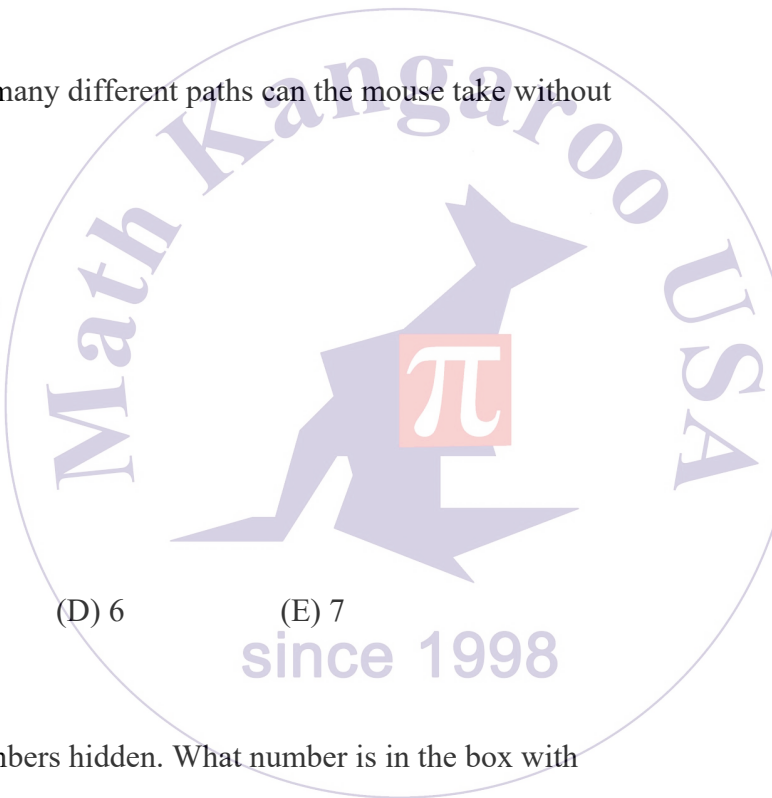 many different paths can the mouse take without
Math Kangaroo USA
π
(D) 6 (E) 7
since 1998
nbers hidden. What number is in the box with